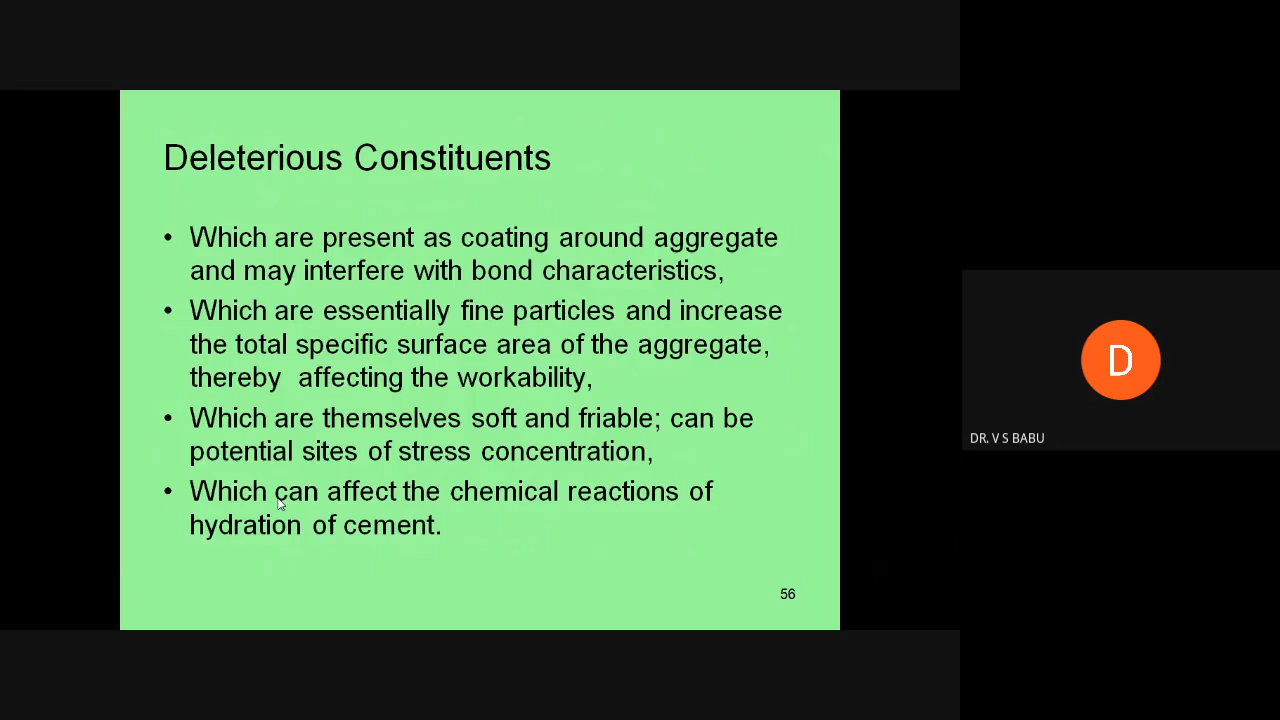 Deleterious Constituents
• Which are present as coating around aggregate
and may interfere with bond characteristics,
• Which are essentially fine particles and increase
the total specific surface area of the aggregate,
thereby affecting the workability,
• Which are themselves soft and friable; can be
potential sites of stress concentration,
• Which can affect the chemical reactions of
hydration of cement.
56
D
DR. V S BABU